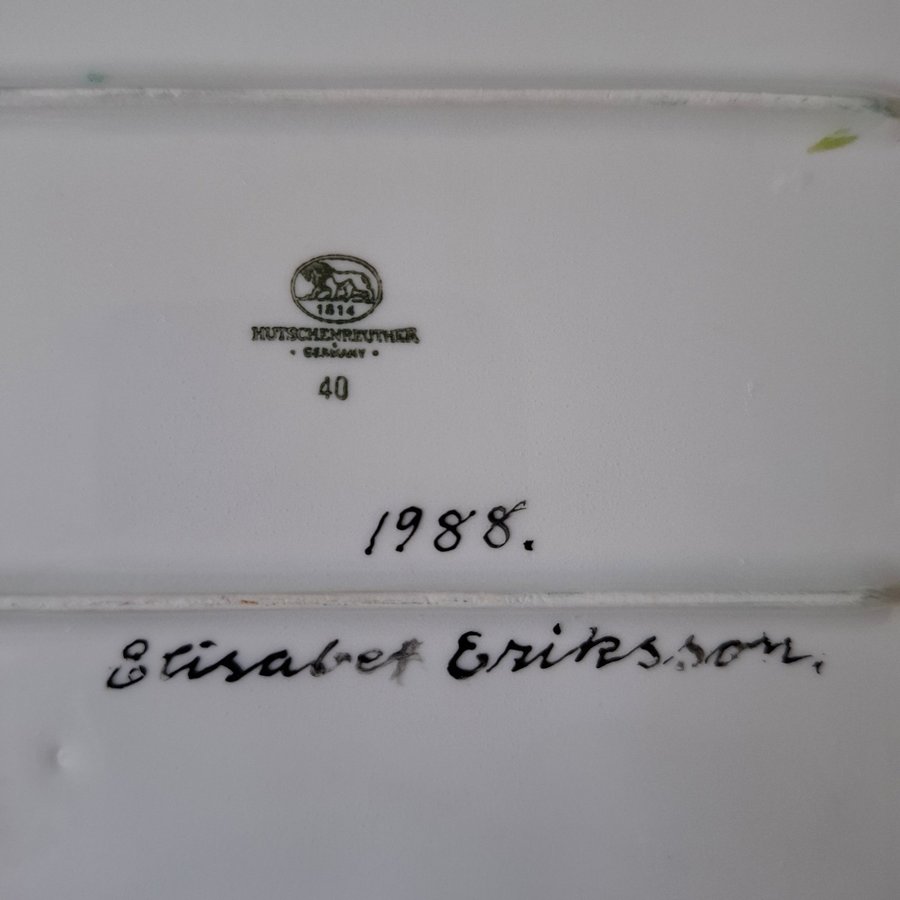 1814
HUTSCHENREUTHER
· GERMANY ·
40
1988.
Elisabet Eriksson.